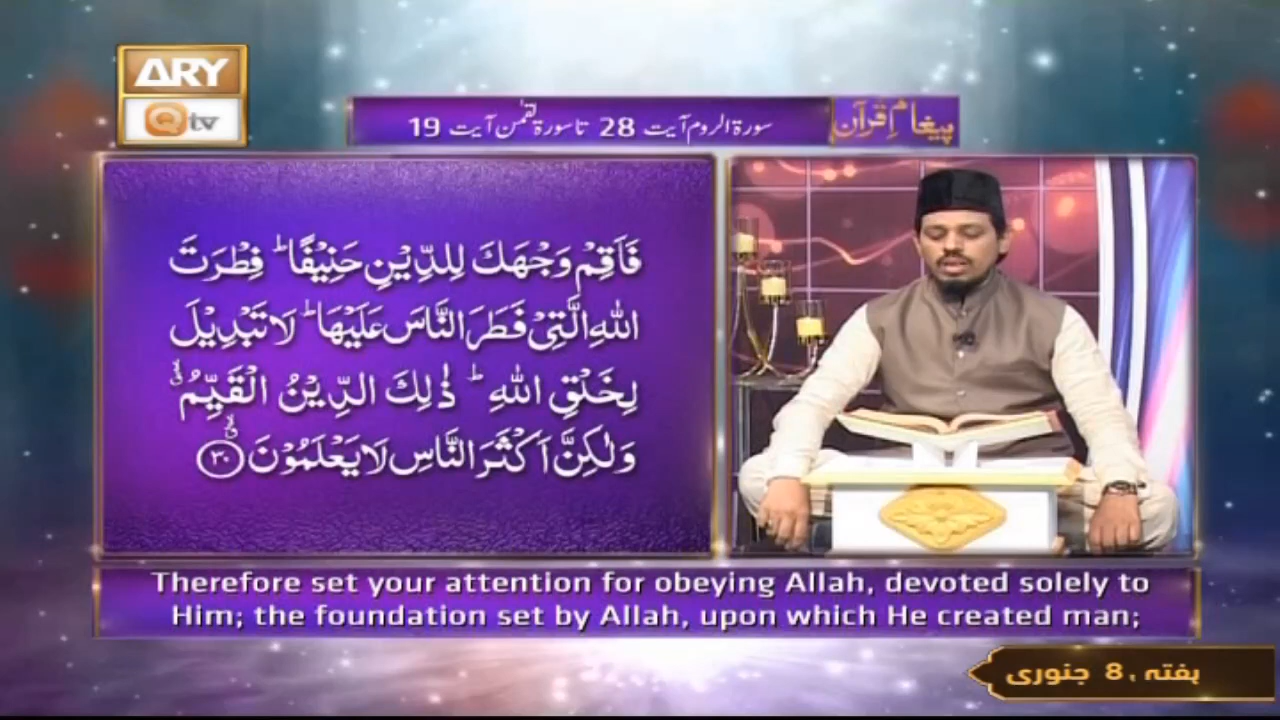 ARY
Qtv
پیغامِ قرآن
سورۃ الروم آیت 28 تا سورۃ لقمٰن آیت 19
فَاَقِمْ وَجْهَكَ لِلدِّيْنِ حَنِيْفًا ؕ فِطْرَتَ
اللّٰهِ الَّتِيْ فَطَرَ النَّاسَ عَلَيْهَا ؕ لَا تَبْدِيْلَ
لِخَلْقِ اللّٰهِ ؕ ذٰلِكَ الدِّيْنُ الْقَيِّمُ ۙۗ
وَلٰكِنَّ اَكْثَرَ النَّاسِ لَا يَعْلَمُوْنَ ۙۗ ﴿۳۰﴾
Therefore set your attention for obeying Allah, devoted solely to
Him; the foundation set by Allah, upon which He created man;
ہفتہ ، 8 جنوری